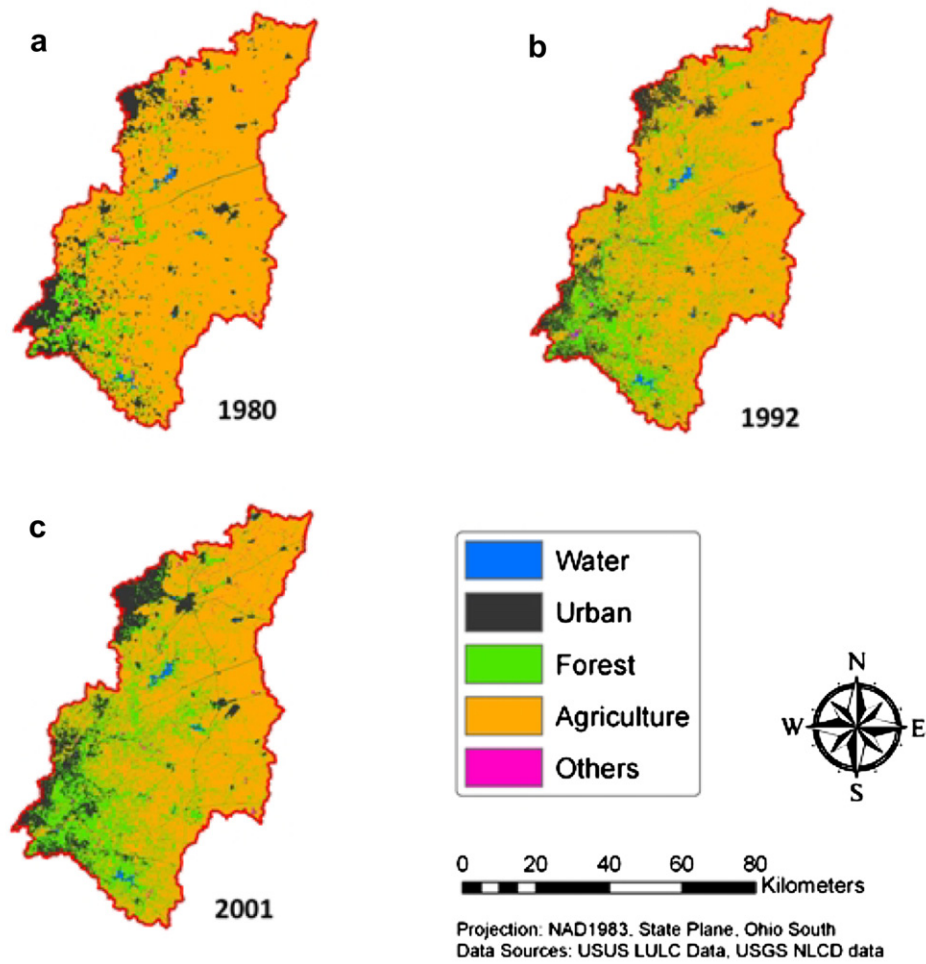 a
1980
b
1992
c
2001
Water
Urban
Forest
Agriculture
Others
N
W E
S
0 20 40 60 80
Kilometers
Projection: NAD1983, State Plane, Ohio South
Data Sources: USUS LULC Data, USGS NLCD data